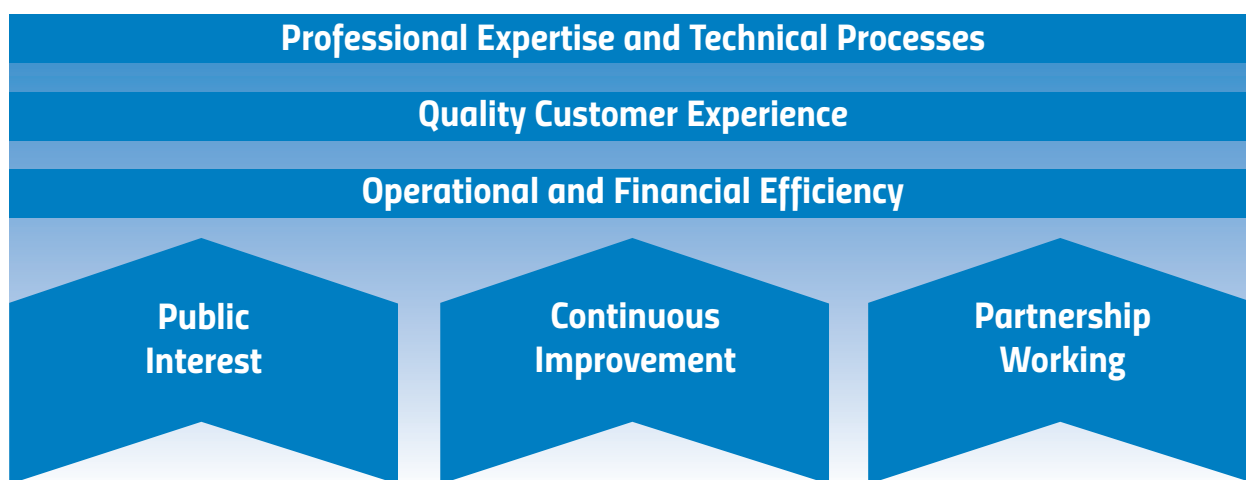 Professional Expertise and Technical Processes
Quality Customer Experience
Operational and Financial Efficiency
Public
Interest
Continuous
Improvement
Partnership
Working